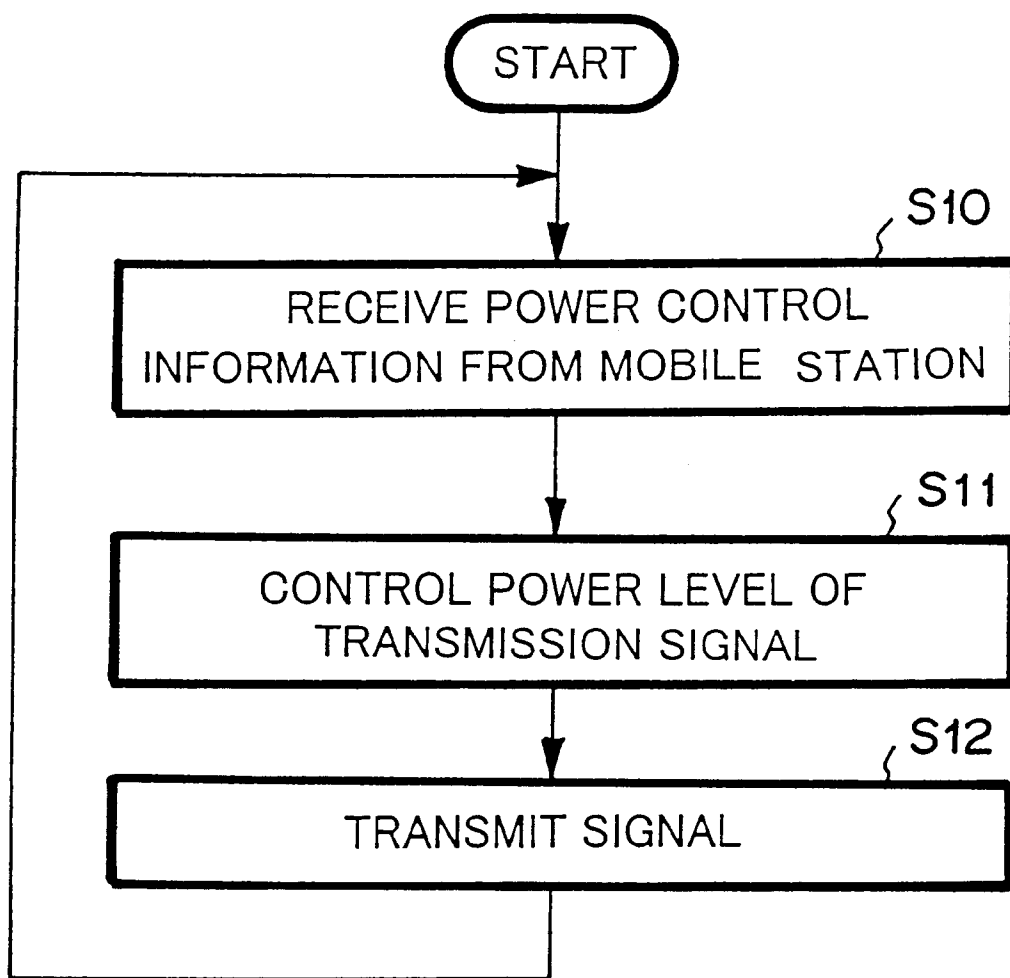 START
S10
RECEIVE POWER CONTROL
INFORMATION FROM MOBILE STATION
S11
CONTROL POWER LEVEL OF
TRANSMISSION SIGNAL
S12
TRANSMIT SIGNAL